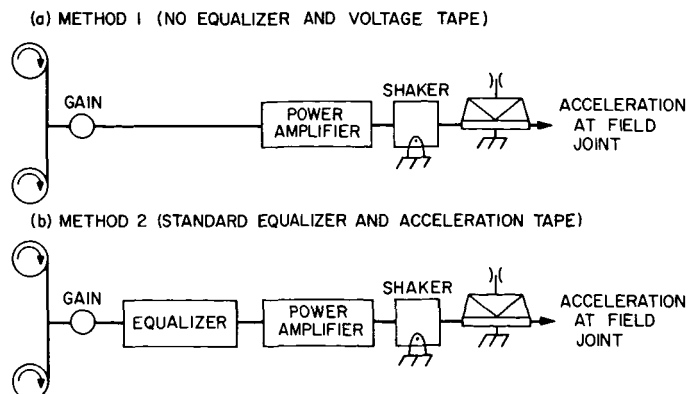 (a) METHOD 1 (NO EQUALIZER AND VOLTAGE TAPE)
GAIN
POWER
AMPLIFIER
SHAKER
ACCELERATION
AT FIELD
JOINT
(b) METHOD 2 (STANDARD EQUALIZER AND ACCELERATION TAPE)
GAIN
EQUALIZER
POWER
AMPLIFIER
SHAKER
ACCELERATION
AT FIELD
JOINT